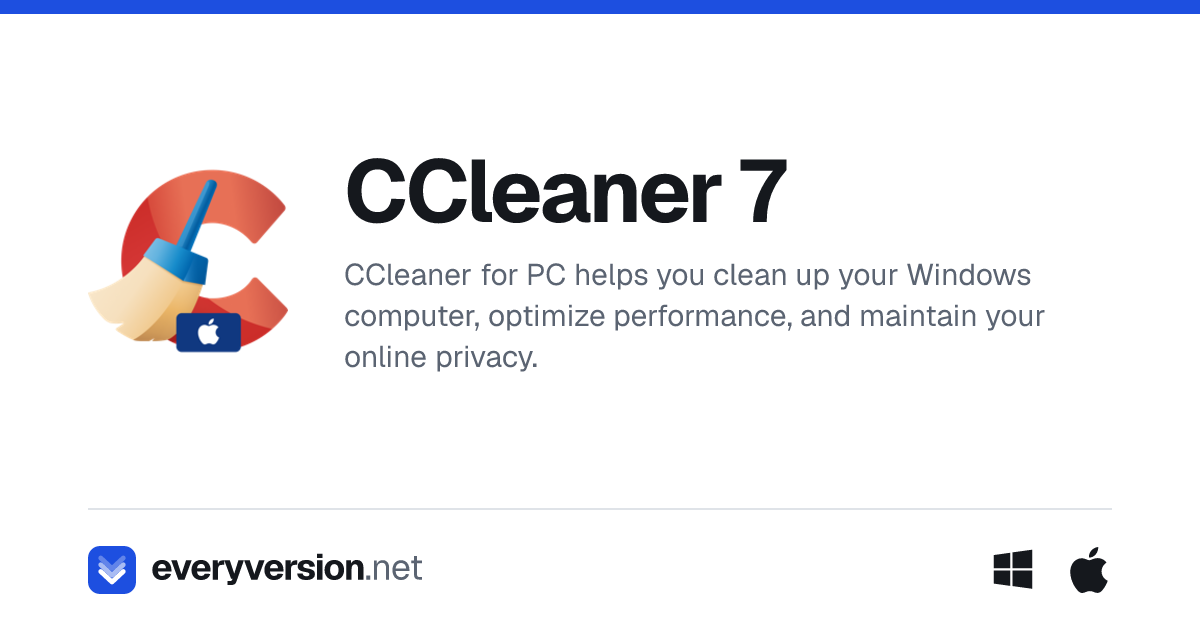 CCleaner 7
CCleaner for PC helps you clean up your Windows
computer, optimize performance, and maintain your
online privacy.
everyversion.net